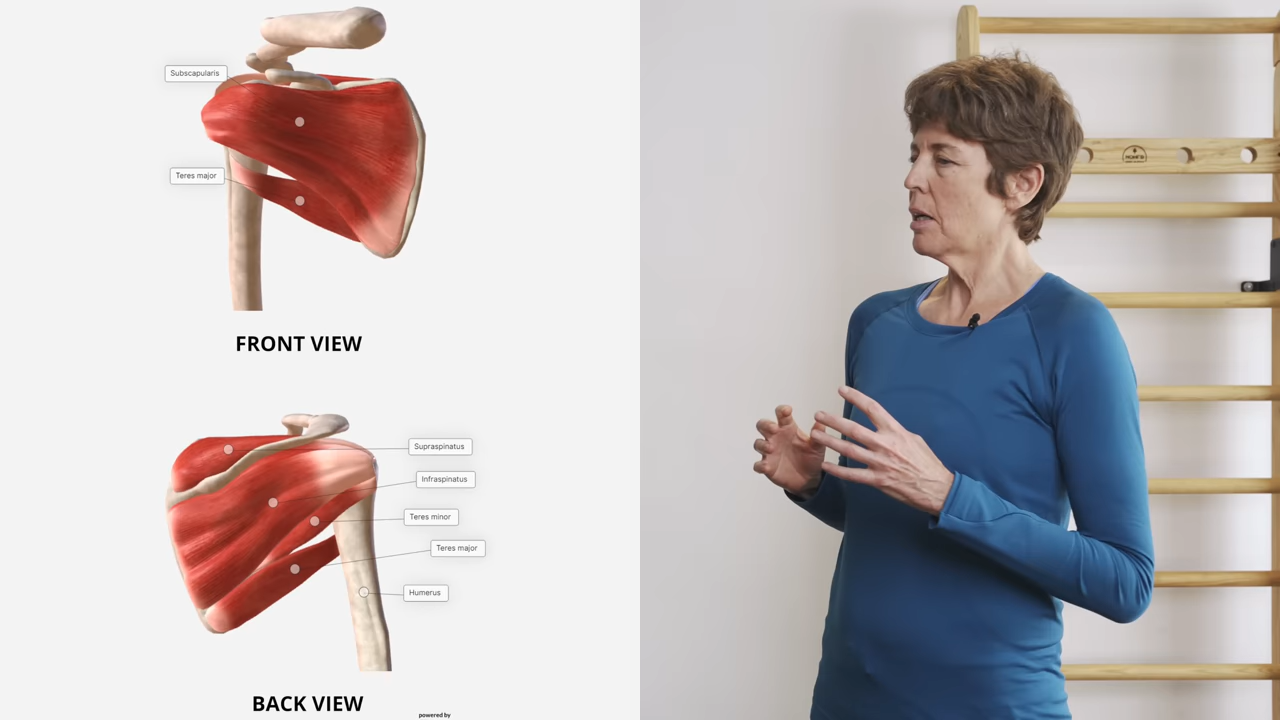 Subscapularis
Teres major
FRONT VIEW
Supraspinatus
Infraspinatus
Teres minor
Teres major
Humerus
BACK VIEW
powered by